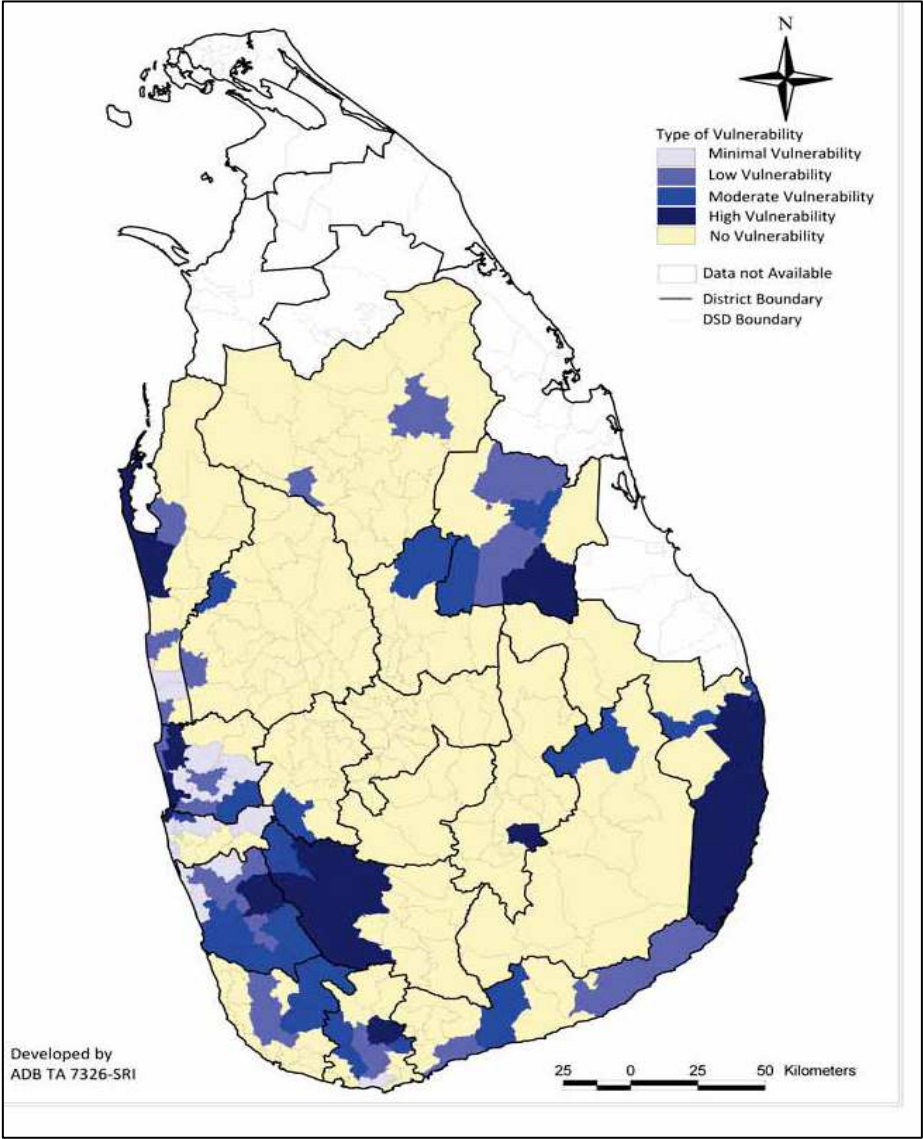 N
Type of Vulnerability
Minimal Vulnerability
Low Vulnerability
Moderate Vulnerability
High Vulnerability
No Vulnerability
Data not Available
District Boundary
DSD Boundary
Developed by
ADB TA 7326-SRI
25 0 25 50 Kilometers